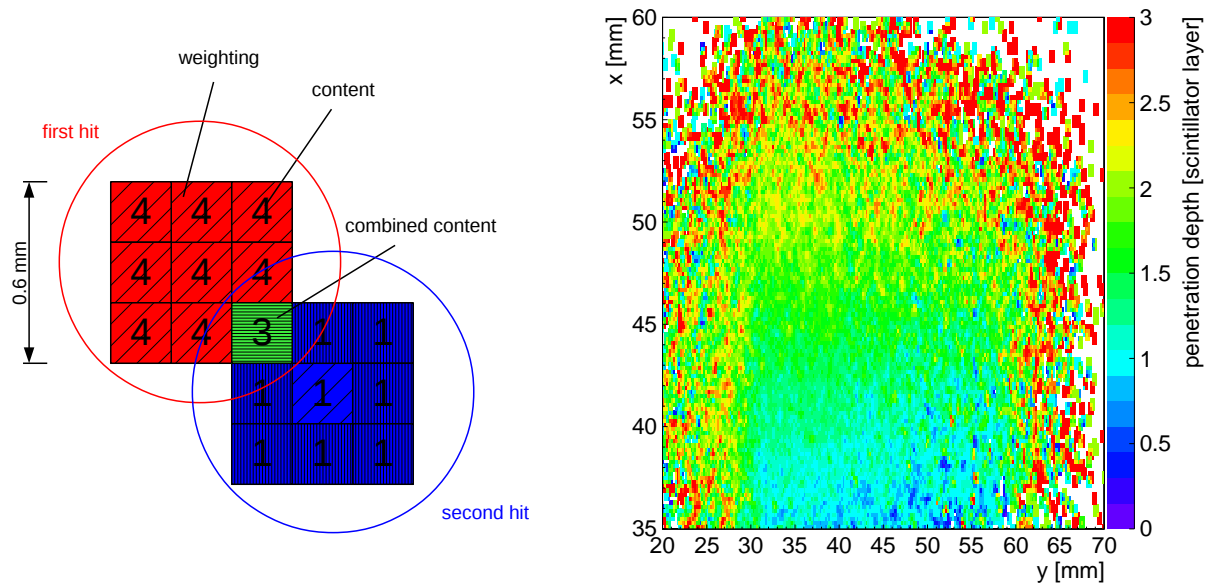 weighting
content
first hit
4 4 4
combined content
0.6 mm
4 4 4
4 4 3 1 1
1 1 1
1 1 1
second hit
x [mm]
60
55
50
45
40
35
20 25 30 35 40 45 50 55 60 65 70
y [mm]
3
2.5
2
1.5
1
0.5
0
penetration depth [scintillator layer]